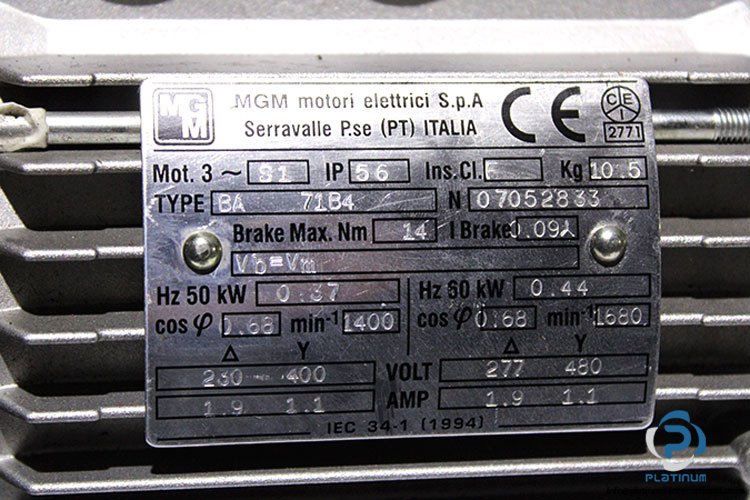 MGM
MGM motori elettrici S.p.A
Serravalle P.se (PT) ITALIA
CE
CEI
2771
Mot. 3 ~ S1 IP 56 Ins.Cl. F Kg 10.5
TYPE BA 71B4 N 07052833
Brake Max. Nm 14 I Brake 0.09A
Vb=Vm
Hz 50 kW 0.37 Hz 60 kW 0.44
cos φ 0.68 min-1 1400 cos φ 0.68 min-1 1680
Δ Y Δ Y
230 - 400 VOLT 277 480
1.9 1.1 AMP 1.9 1.1
IEC 34-1 (1994)
PLATINUM